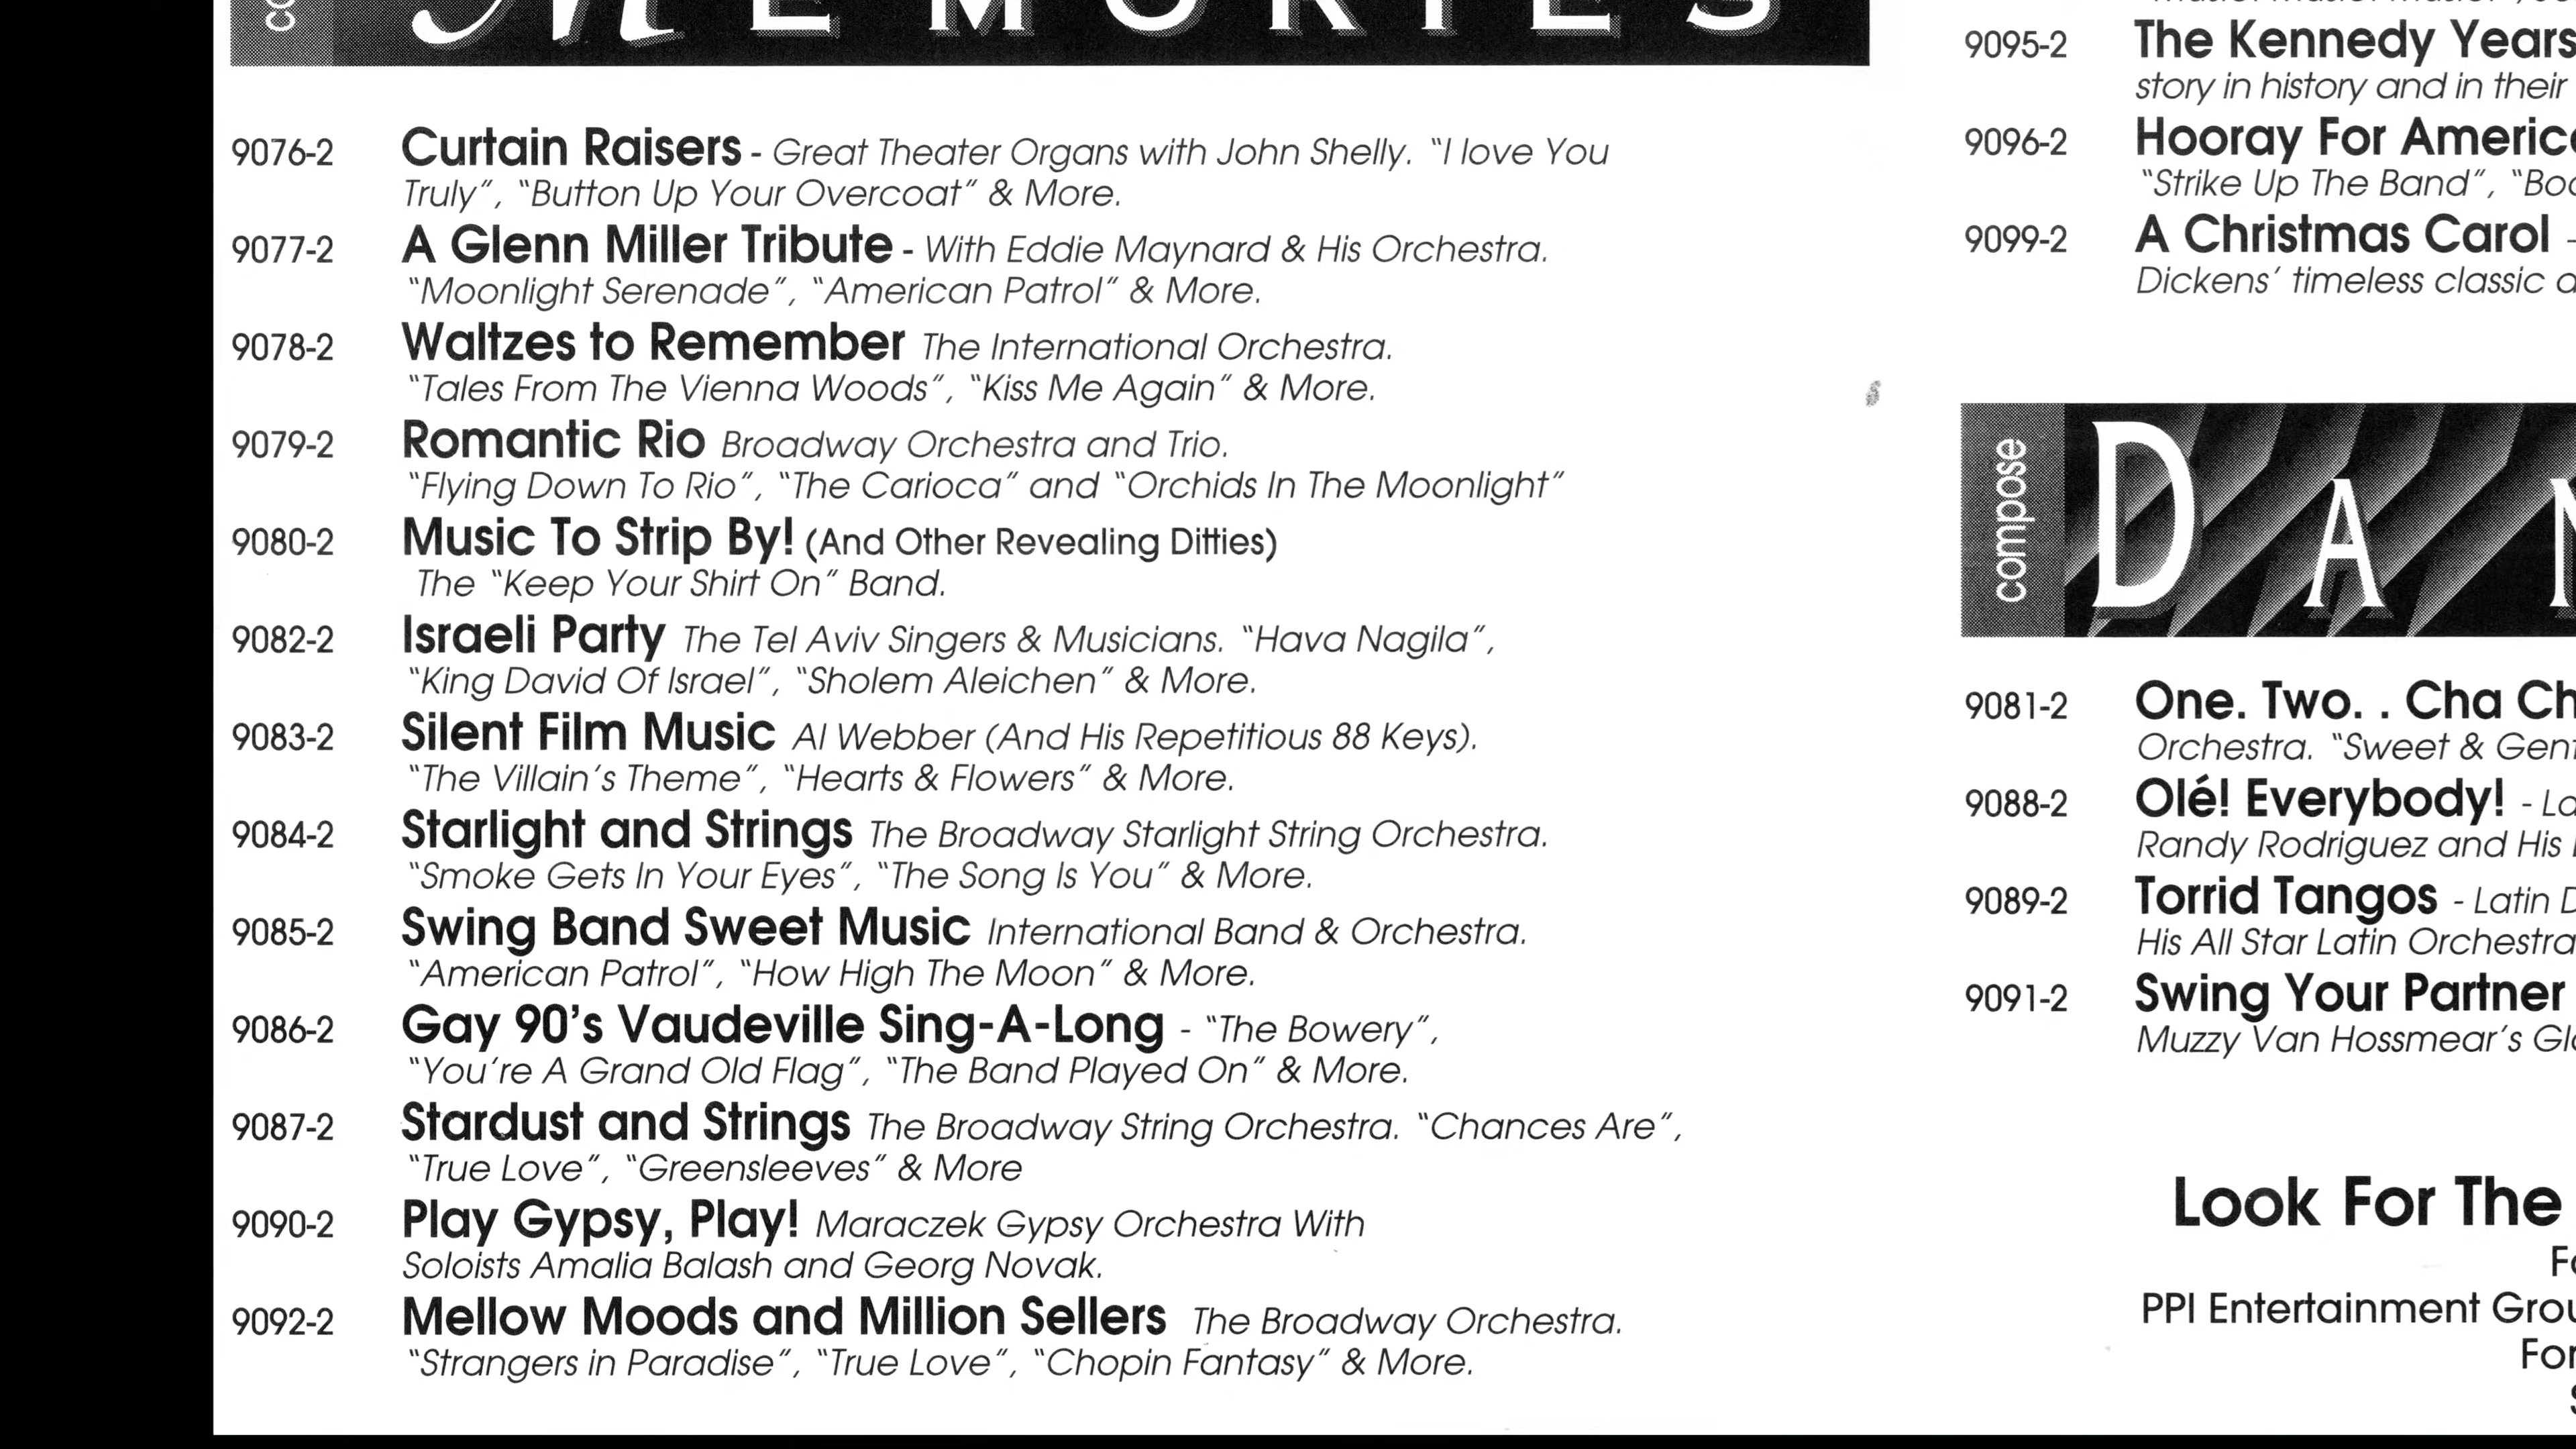 MEMORIES
9076-2 Curtain Raisers - Great Theater Organs with John Shelly. “I love You
Truly”, “Button Up Your Overcoat” & More.
9077-2 A Glenn Miller Tribute - With Eddie Maynard & His Orchestra.
“Moonlight Serenade”, “American Patrol” & More.
9078-2 Waltzes to Remember The International Orchestra.
“Tales From The Vienna Woods”, “Kiss Me Again” & More.
9079-2 Romantic Rio Broadway Orchestra and Trio.
“Flying Down To Rio”, “The Carioca” and “Orchids In The Moonlight”
9080-2 Music To Strip By! (And Other Revealing Ditties)
The “Keep Your Shirt On” Band.
9082-2 Israeli Party The Tel Aviv Singers & Musicians. “Hava Nagila”,
“King David Of Israel”, “Sholem Aleichen” & More.
9083-2 Silent Film Music Al Webber (And His Repetitious 88 Keys).
“The Villain’s Theme”, “Hearts & Flowers” & More.
9084-2 Starlight and Strings The Broadway Starlight String Orchestra.
“Smoke Gets In Your Eyes”, “The Song Is You” & More.
9085-2 Swing Band Sweet Music International Band & Orchestra.
“American Patrol”, “How High The Moon” & More.
9086-2 Gay 90’s Vaudeville Sing-A-Long - “The Bowery”,
“You’re A Grand Old Flag”, “The Band Played On” & More.
9087-2 Stardust and Strings The Broadway String Orchestra. “Chances Are”,
“True Love”, “Greensleeves” & More
9090-2 Play Gypsy, Play! Maraczek Gypsy Orchestra With
Soloists Amalia Balash and Georg Novak.
9092-2 Mellow Moods and Million Sellers The Broadway Orchestra.
“Strangers in Paradise”, “True Love”, “Chopin Fantasy” & More.
9095-2 The Kennedy Years
story in history and in their
9096-2 Hooray For
“Strike Up The Band”,
9099-2 A Christmas Carol -
Dickens’ timeless classic
compose
D A
9081-2 One. Two. . Cha
Orchestra. “Sweet &
9088-2 Olé! Everybody! -
Randy Rodriguez and His
9089-2 Torrid Tangos - Latin
His All Star Latin Orchestra
9091-2 Swing Your Partner
Muzzy Van Hossmear’s
Look For The
PPI Entertainment